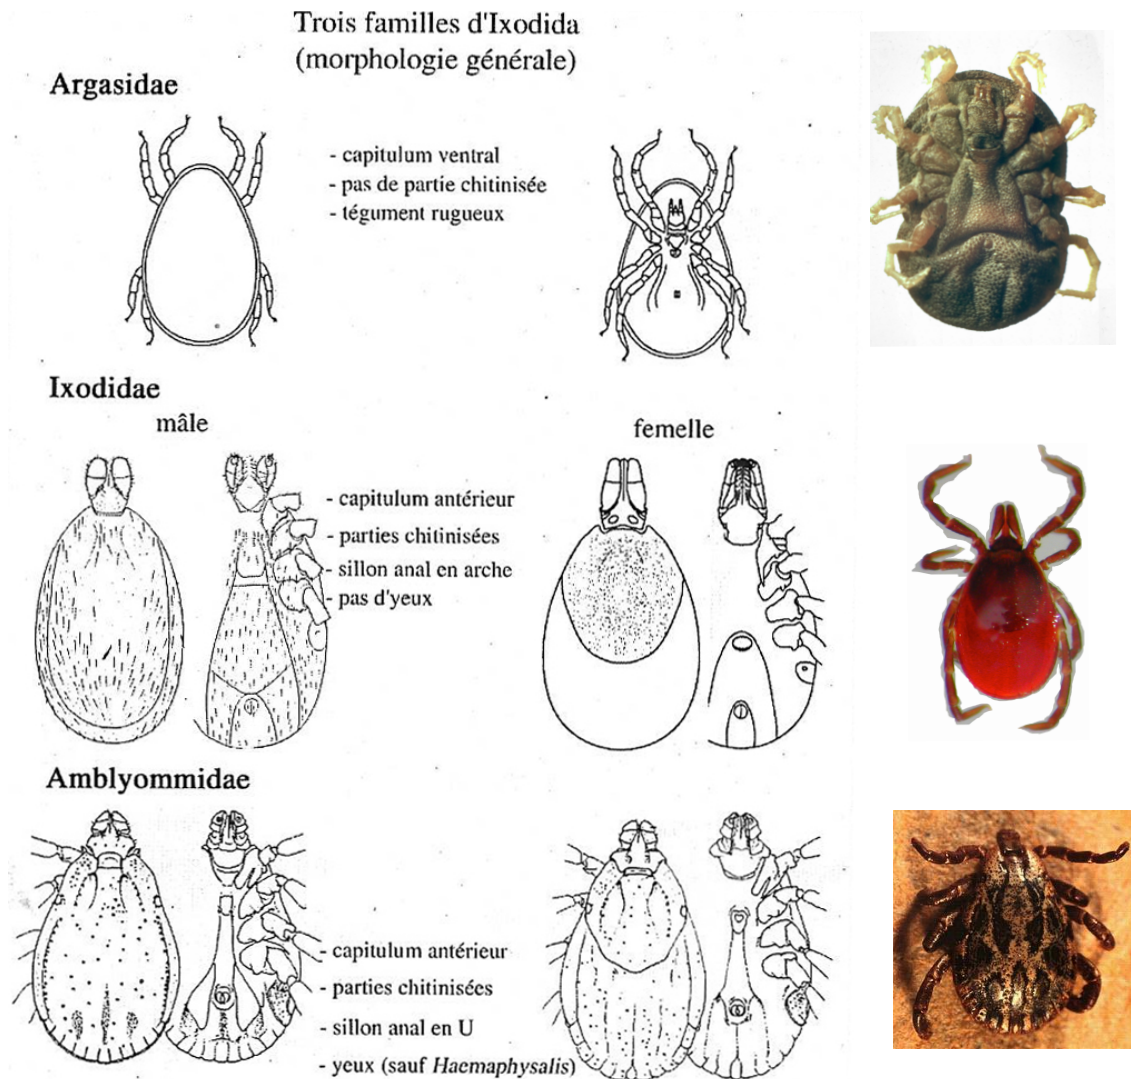 Trois familles d'Ixodida
(morphologie générale)
Argasidae
- capitulum ventral
- pas de partie chitinisée
- tégument rugueux
Ixodidae
mâle
femelle
- capitulum antérieur
- parties chitinisées
- sillon anal en arche
- pas d'yeux
Amblyommidae
- capitulum antérieur
- parties chitinisées
- sillon anal en U
- yeux (sauf Haemaphysalis)